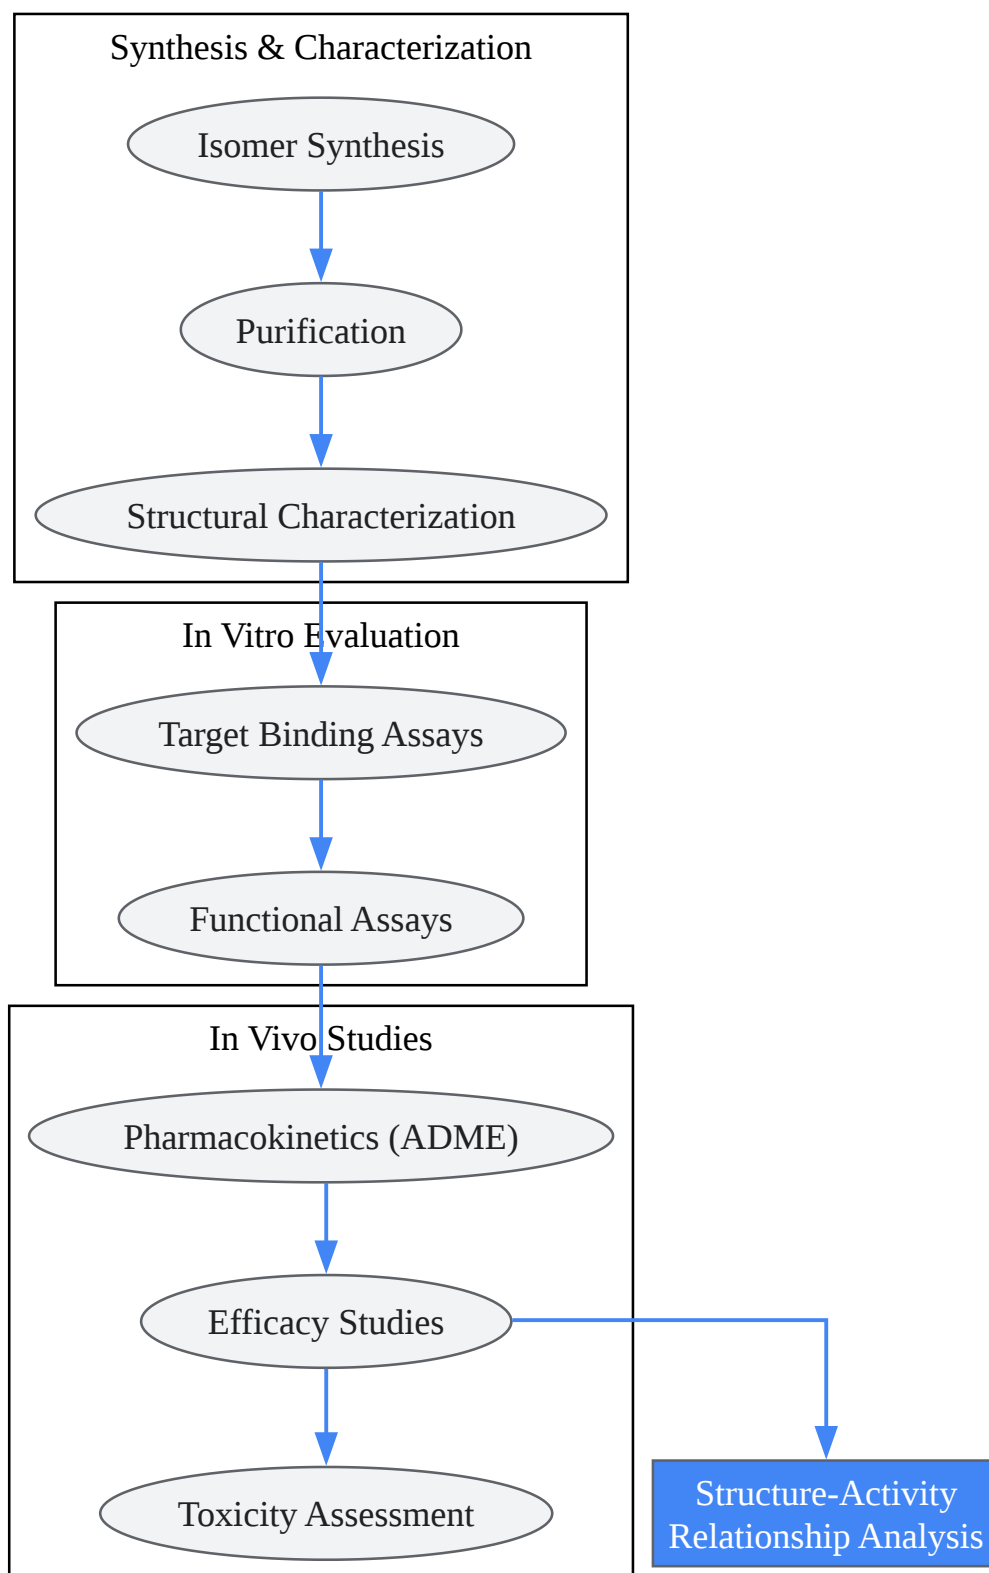 Synthesis & Characterization
Isomer Synthesis
Purification
Structural Characterization
In Vitro Evaluation
Target Binding Assays
Functional Assays
In Vivo Studies
Pharmacokinetics (ADME)
Efficacy Studies
Toxicity Assessment
Structure-Activity
Relationship Analysis